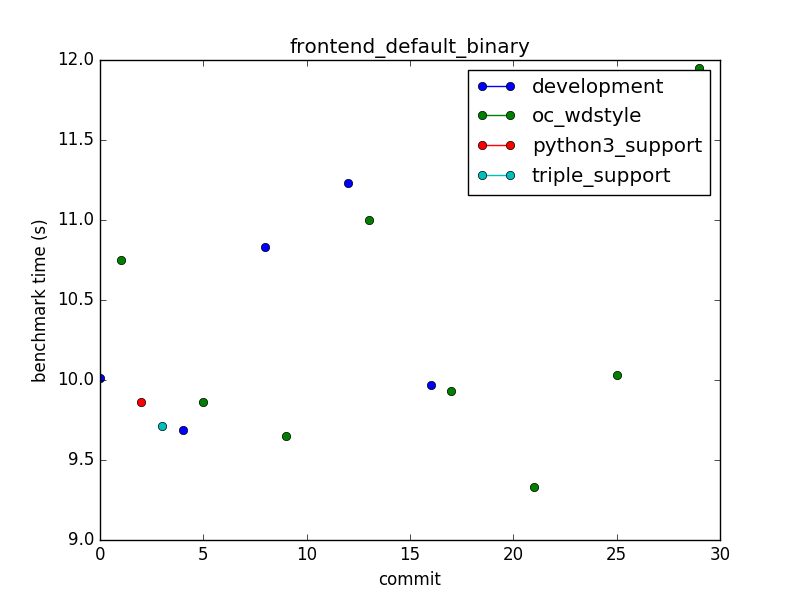 frontend_default_binary
12.0
11.5
11.0
10.5
10.0
9.5
9.0
benchmark time (s)
development
oc_wdstyle
python3_support
triple_support
0 5 10 15 20 25 30
commit